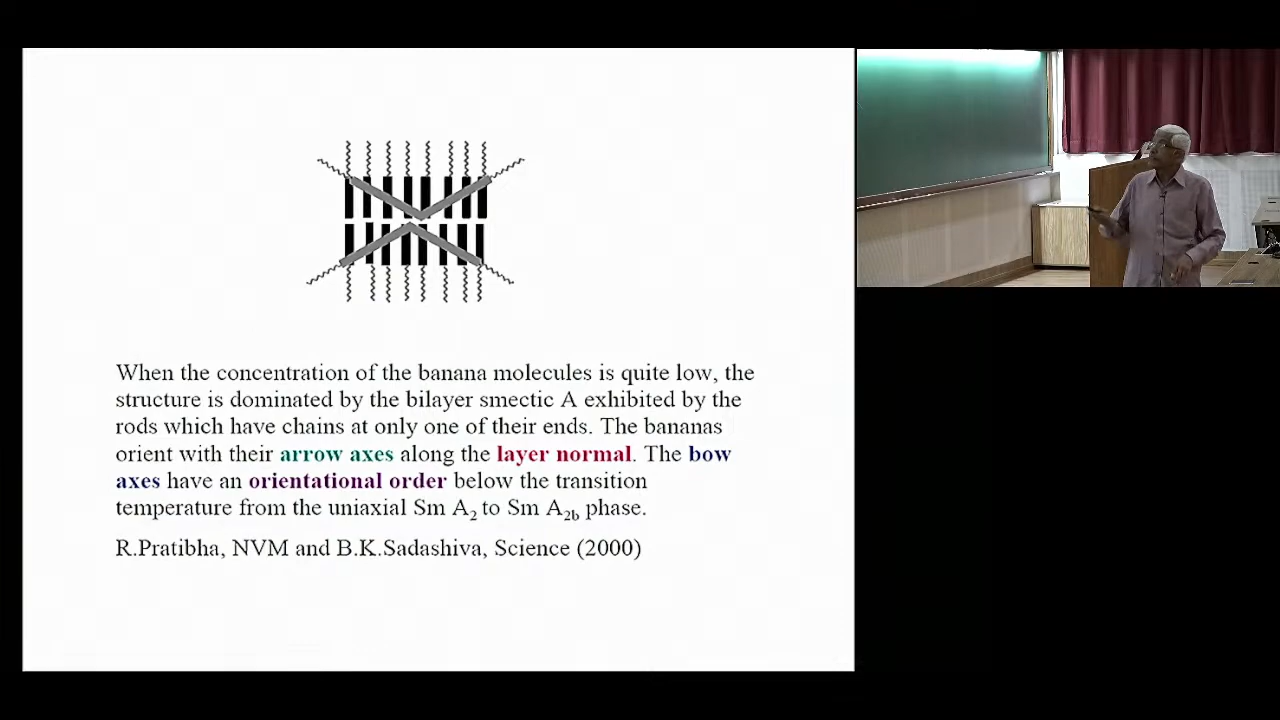 When the concentration of the banana molecules is quite low, the
structure is dominated by the bilayer smectic A exhibited by the
rods which have chains at only one of their ends. The bananas
orient with their arrow axes along the layer normal. The bow
axes have an orientational order below the transition
temperature from the uniaxial Sm A₂ to Sm A₂b phase.
R.Pratibha, NVM and B.K.Sadashiva, Science (2000)